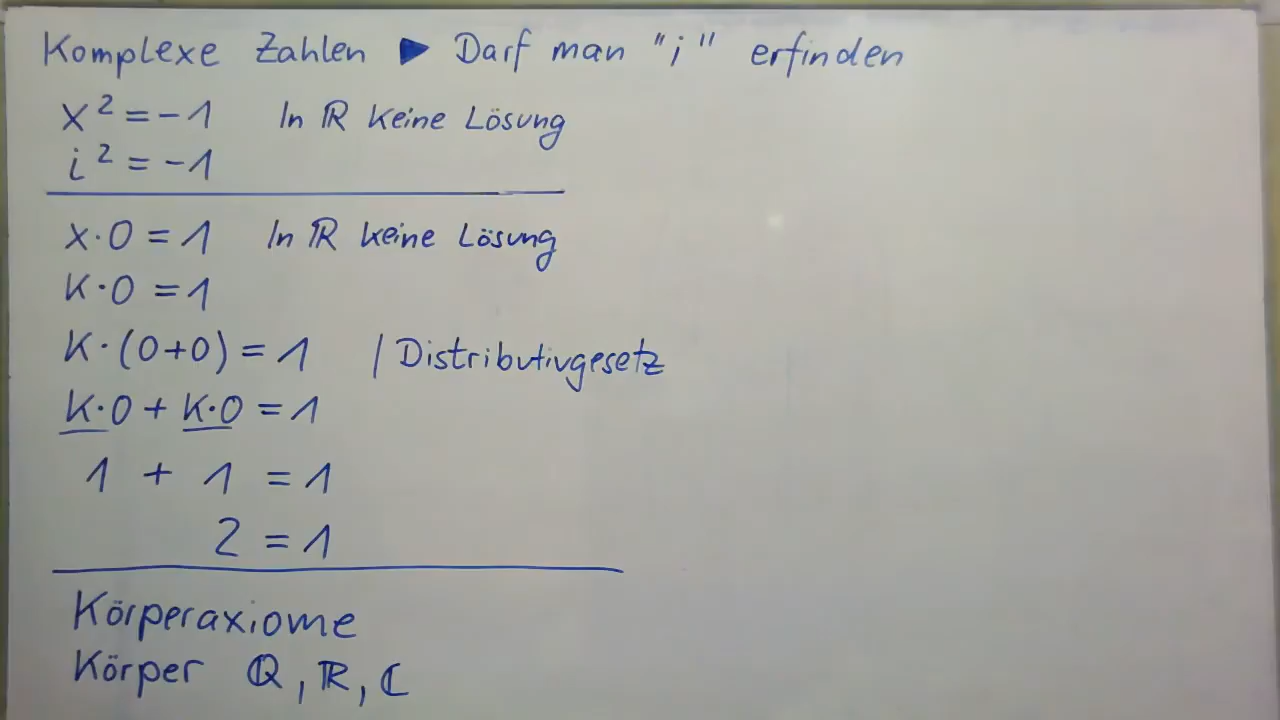 Komplexe Zahlen ▶ Darf man "i" erfinden
x² = -1 In ℝ keine Lösung
i² = -1
x·0 = 1 In ℝ keine Lösung
k·0 = 1
k·(0+0) = 1 | Distributivgesetz
k·0 + k·0 = 1
1 + 1 = 1
2 = 1
Körperaxiome
Körper ℚ, ℝ, ℂ